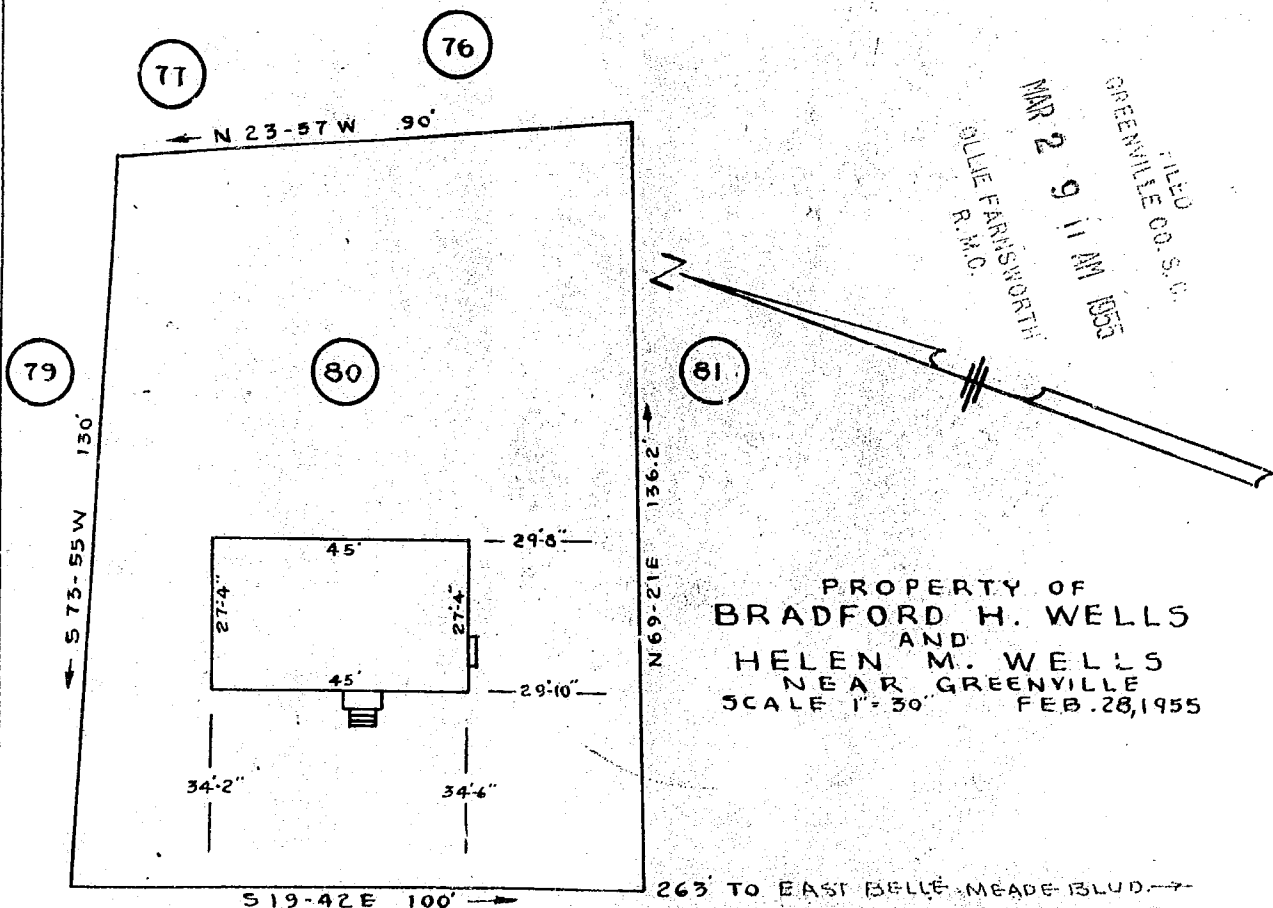 76
77
N 23-57 W 90'
FILED
GREENVILLE CO. S. C.
MAR 2 9 11 AM 1955
OLLIE FARNSWORTH
R. M. C.
79
80
81
S 73-55 W 130'
N 69-21 E 136.2'
45'
29'-8"
27'-4"
27'-4"
45'
29'-10"
34'-2"
34'-6"
PROPERTY OF
BRADFORD H. WELLS
AND
HELEN M. WELLS
NEAR GREENVILLE
SCALE 1"=30' FEB. 28, 1955
S 19-42 E 100'
263' TO EAST BELLE MEADE BLVD.